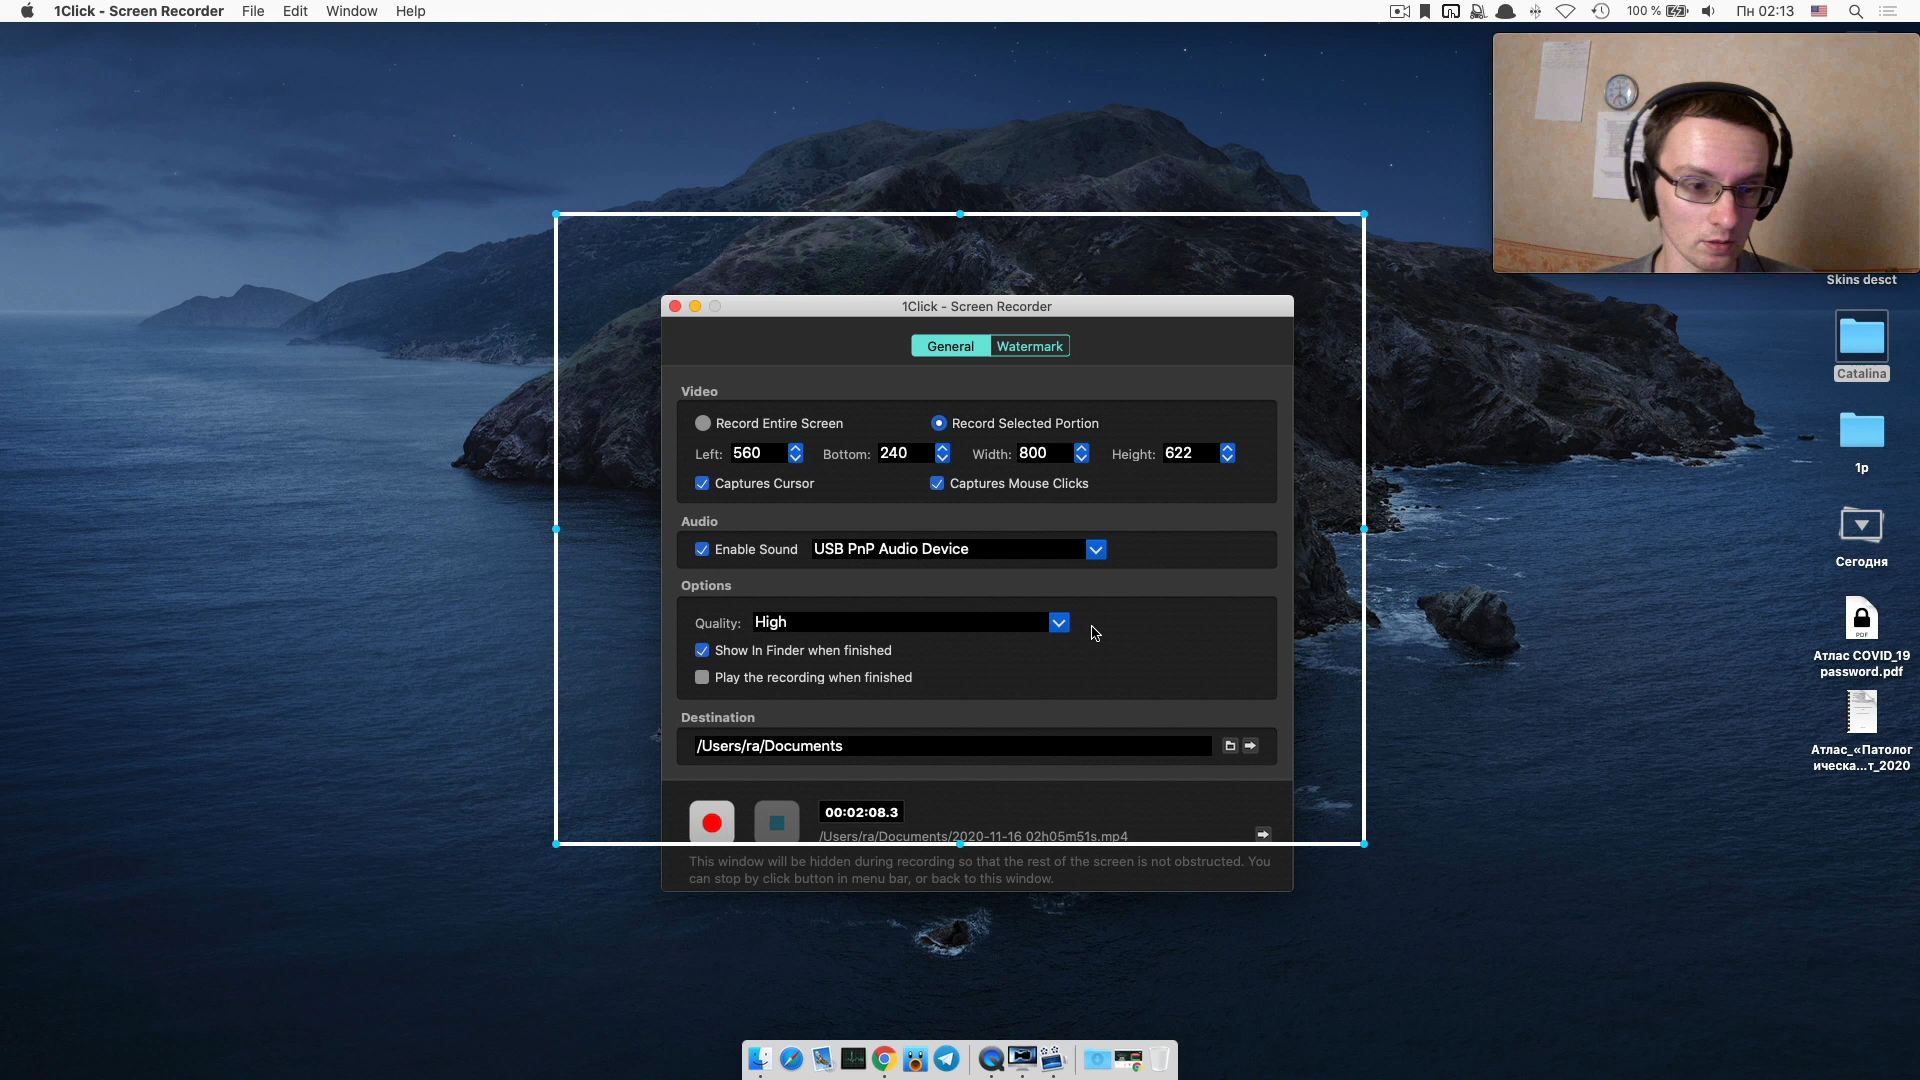 1Click - Screen Recorder File Edit Window Help
100 % Пн 02:13
Skins desct
Catalina
1p
Сегодня
PDF
Атлас COVID_19
password.pdf
Атлас_«Патолог
ическа...т_2020
1Click - Screen Recorder
General Watermark
Video
Record Entire Screen Record Selected Portion
Left: 560 Bottom: 240 Width: 800 Height: 622
Captures Cursor Captures Mouse Clicks
Audio
Enable Sound USB PnP Audio Device
Options
Quality: High
Show In Finder when finished
Play the recording when finished
Destination
/Users/ra/Documents
00:02:08.3
/Users/ra/Documents/2020-11-16 02h05m51s.mp4
This window will be hidden during recording so that the rest of the screen is not obstructed. You
can stop by click button in menu bar, or back to this window.